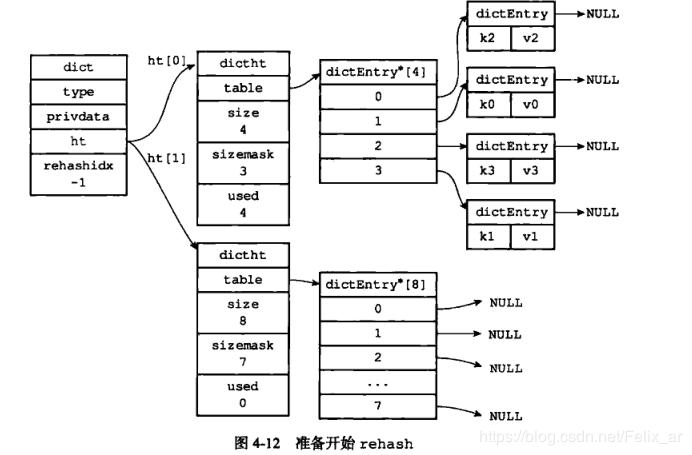 dict
type
privdata
ht
rehashidx
-1
ht[0]
ht[1]
dictht
table
size
4
sizemask
3
used
4
dictEntry*[4]
0
1
2
3
dictEntry
k2 v2
NULL
dictEntry
k0 v0
NULL
dictEntry
k3 v3
NULL
dictEntry
k1 v1
NULL
dictht
table
size
8
sizemask
7
used
0
dictEntry*[8]
0
1
2
...
7
NULL
NULL
NULL
NULL
图 4-12 准备开始 rehash
https://blog.csdn.net/Felix_ar